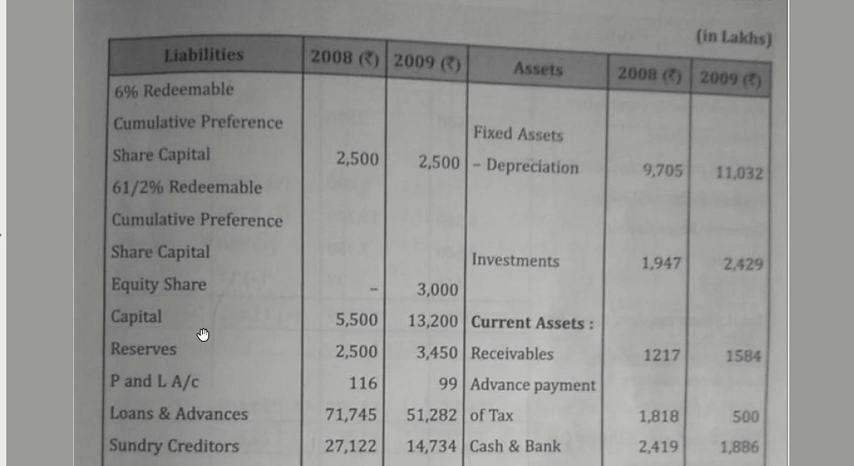 (in Lakhs)
Liabilities 2008 (₹) 2009 (₹) Assets 2008 (₹) 2009 (₹)
6% Redeemable
Cumulative Preference Fixed Assets
Share Capital 2,500 2,500 – Depreciation 9,705 11,032
61/2% Redeemable
Cumulative Preference
Share Capital Investments 1,947 2,429
Equity Share – 3,000
Capital 5,500 13,200 Current Assets :
Reserves 2,500 3,450 Receivables 1217 1584
P and L A/c 116 99 Advance payment
Loans & Advances 71,745 51,282 of Tax 1,818 500
Sundry Creditors 27,122 14,734 Cash & Bank 2,419 1,886